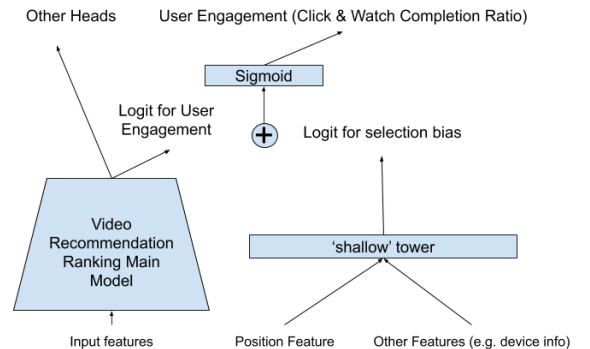 Other Heads
User Engagement (Click & Watch Completion Ratio)
Sigmoid
Logit for User
Engagement
+
Logit for selection bias
Video
Recommendation
Ranking Main
Model
‘shallow’ tower
Input features
Position Feature
Other Features (e.g. device info)